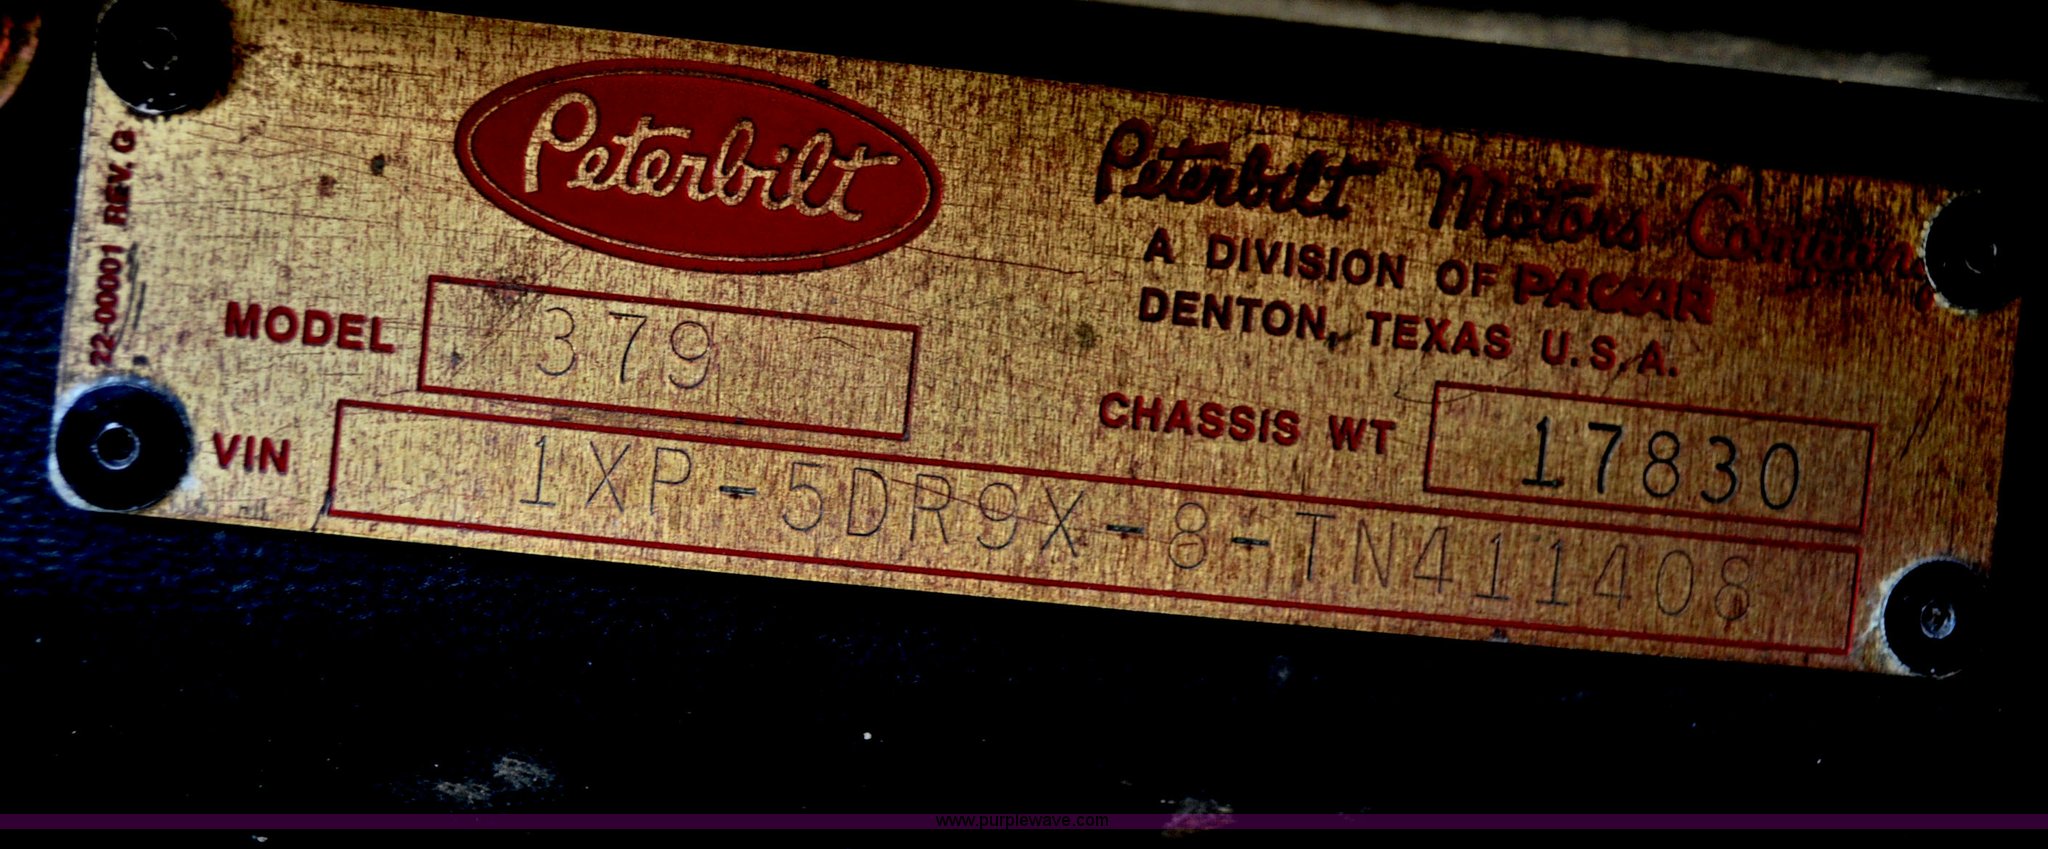 Peterbilt
Peterbilt Motors Company
A DIVISION OF PACCAR
DENTON, TEXAS U.S.A.
22-00001 REV. G
MODEL 379
CHASSIS WT 17830
VIN 1XP-5DR9X-8-TN411408
www.purplewave.com